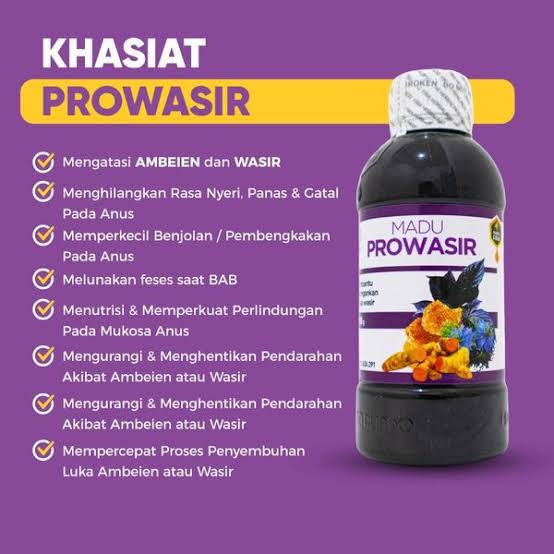 KHASIAT
PROWASIR
Mengatasi AMBEIEN dan WASIR
Menghilangkan Rasa Nyeri, Panas & Gatal
Pada Anus
Memperkecil Benjolan / Pembengkakan
Pada Anus
Melunakan feses saat BAB
Menutrisi & Memperkuat Perlindungan
Pada Mukosa Anus
Mengurangi & Menghentikan Pendarahan
Akibat Ambeien atau Wasir
Mengurangi & Menghentikan Pendarahan
Akibat Ambeien atau Wasir
Mempercepat Proses Penyembuhan
Luka Ambeien atau Wasir
MADU
PROWASIR
wasir
291